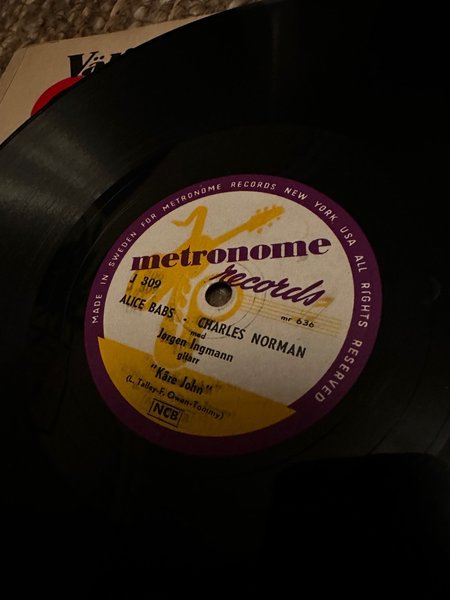 MADE IN SWEDEN FOR METRONOME RECORDS NEW YORK USA ALL RIGHTS RESERVED
metronome
records
J 309
mr 636
ALICE BABS · CHARLES NORMAN
med
Jørgen Ingmann
gitarr
"Käre John"
(L. Talley-F. Owen-Tommy)
NCB